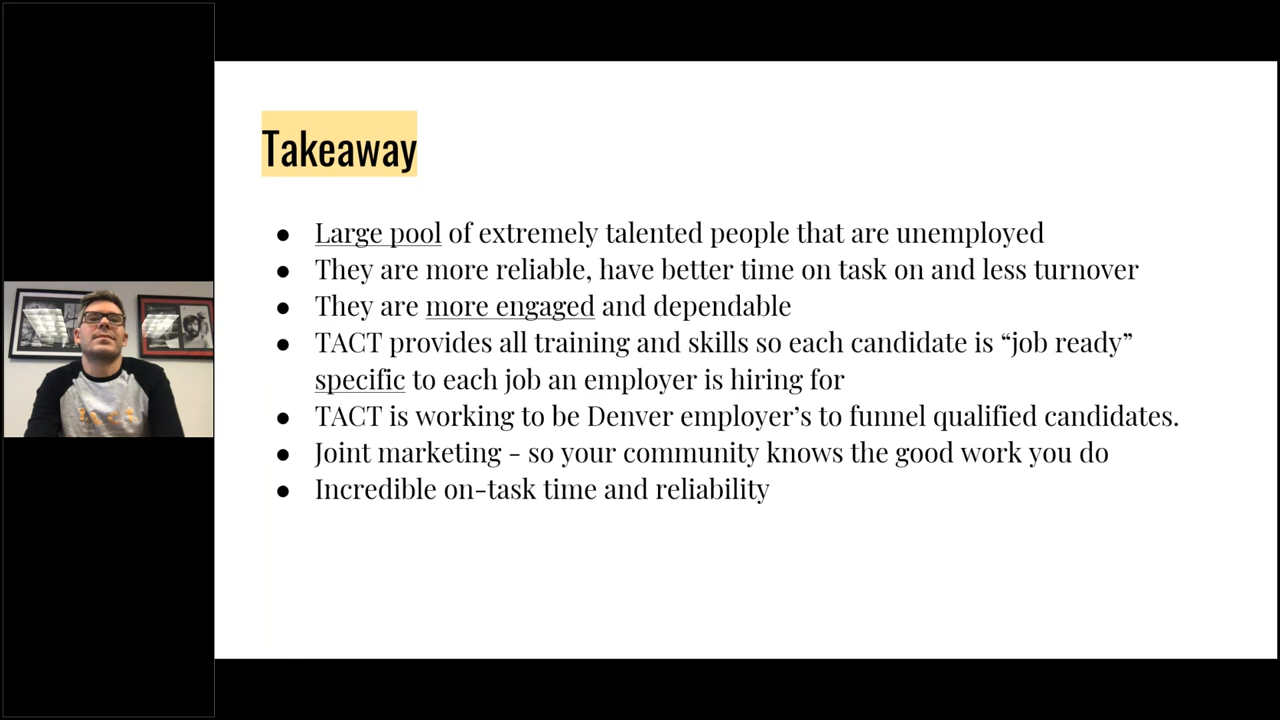 Takeaway
● Large pool of extremely talented people that are unemployed
● They are more reliable, have better time on task on and less turnover
● They are more engaged and dependable
● TACT provides all training and skills so each candidate is “job ready”
specific to each job an employer is hiring for
● TACT is working to be Denver employer’s to funnel qualified candidates.
● Joint marketing - so your community knows the good work you do
● Incredible on-task time and reliability
TACT